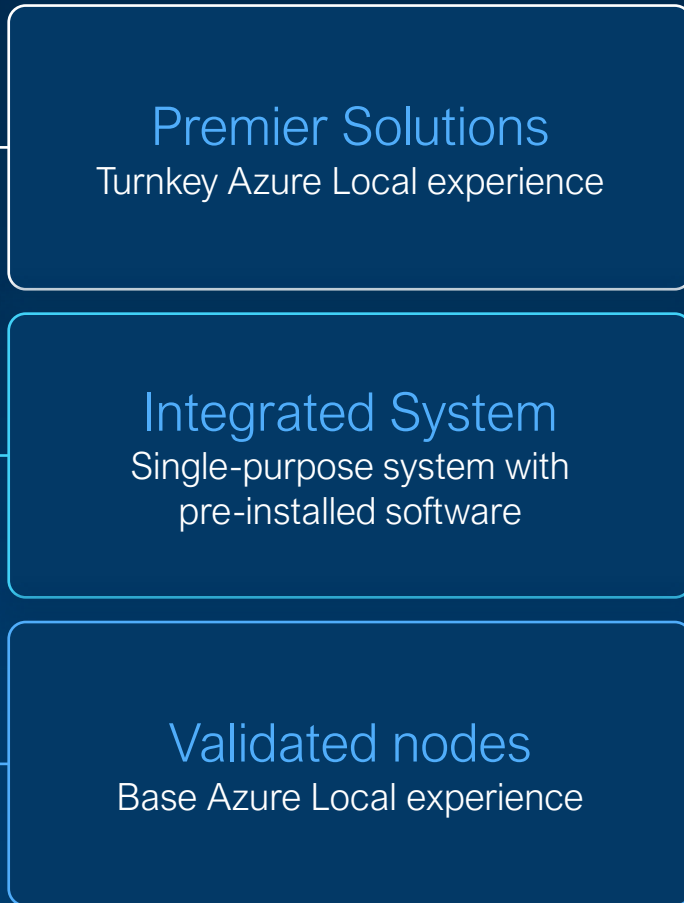 Premier Solutions
Turnkey Azure Local experience
Integrated System
Single-purpose system with
pre-installed software
Validated nodes
Base Azure Local experience